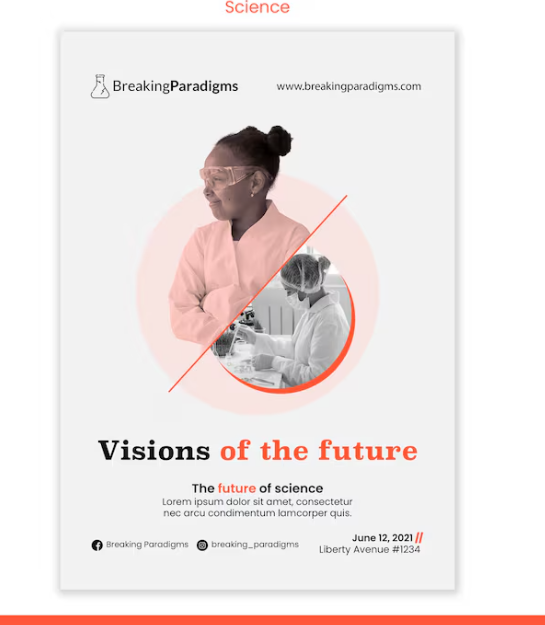 Science
BreakingParadigms
www.breakingparadigms.com
Visions of the future
The future of science
Lorem ipsum dolor sit amet, consectetur
nec arcu condimentum lamcorper quis.
Breaking Paradigms
breaking_paradigms
June 12, 2021 //
Liberty Avenue #1234